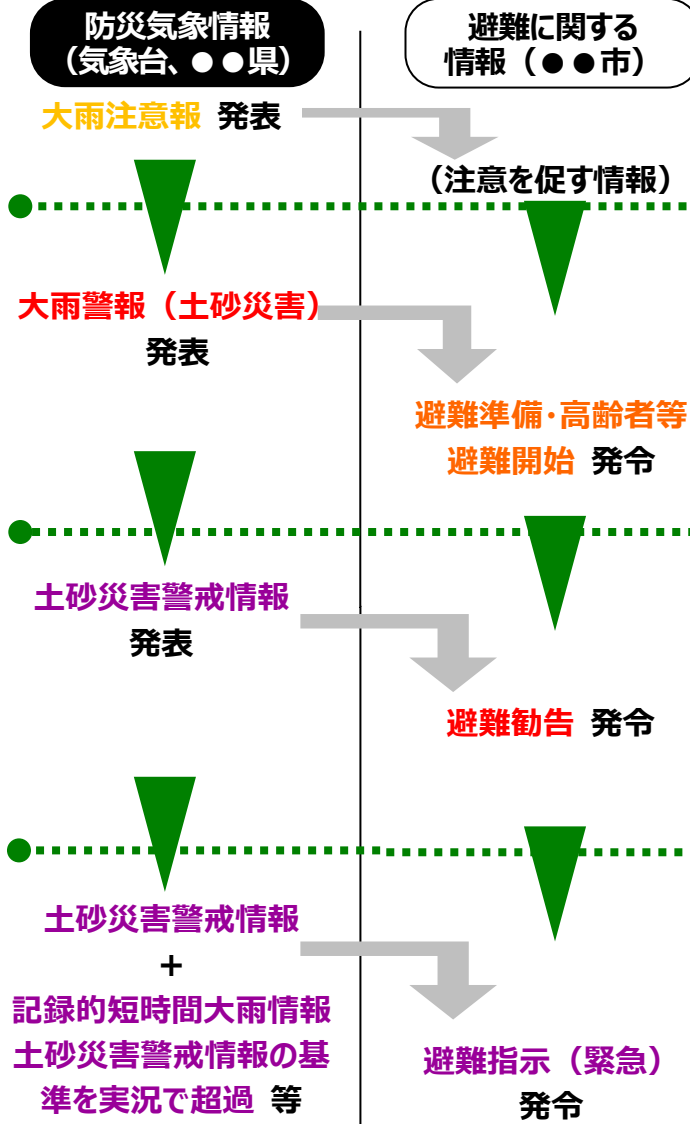 防災気象情報
（気象台、●●県）
避難に関する
情報（●●市）
大雨注意報 発表
（注意を促す情報）
大雨警報（土砂災害）
発表
避難準備・高齢者等
避難開始 発令
土砂災害警戒情報
発表
避難勧告 発令
土砂災害警戒情報
+
記録的短時間大雨情報
土砂災害警戒情報の基
準を実況で超過 等
避難指示（緊急）
発令